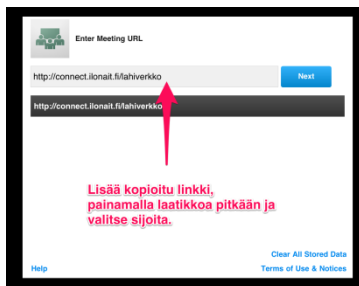 Enter Meeting URL
http://connect.ilonait.fi/lahiverkko
Next
http://connect.ilonait.fi/lahiverkko
Lisää kopioitu linkki,
painamalla laatikkoa pitkään ja
valitse sijoita.
Clear All Stored Data
Help
Terms of Use & Notices